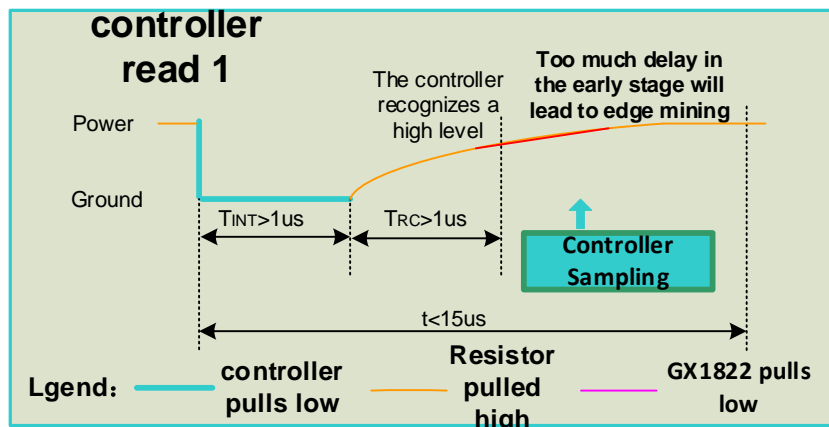 controller
read 1
Too much delay in
the early stage will
lead to edge mining
The controller
recognizes a
high level
Power
Ground
TINT>1us
TRC>1us
Controller
Sampling
t<15us
Lgend：
controller
pulls low
Resistor
pulled
high
GX1822 pulls
low